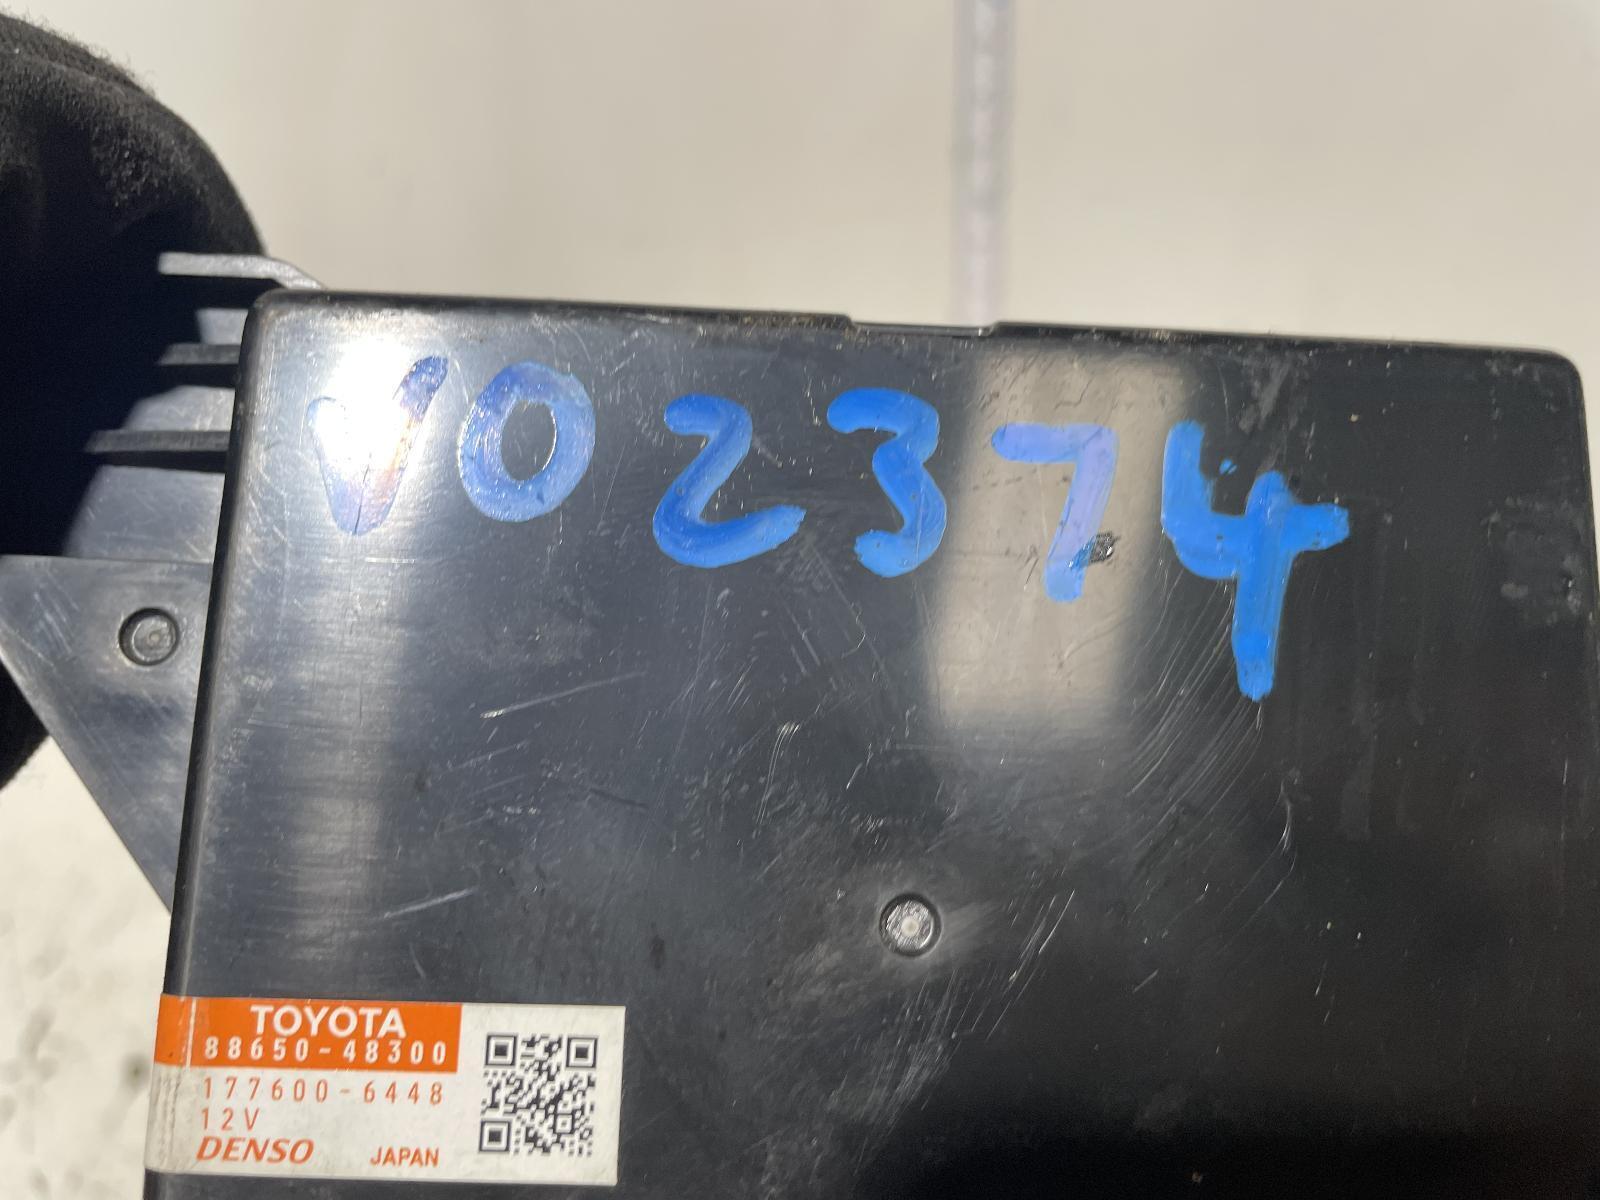 V02374
TOYOTA
88650-48300
177600-6448
12V
DENSO JAPAN